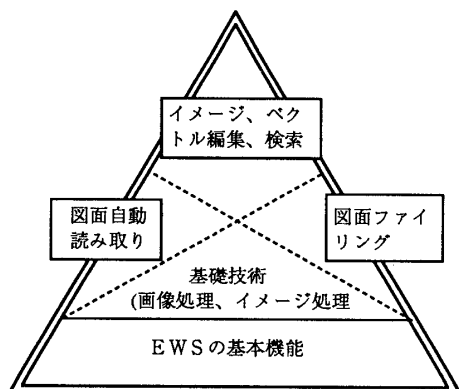 イメージ、ベク
トル編集、検索
図面自動
読み取り
図面ファイ
リング
基礎技術
(画像処理、イメージ処理
EWSの基本機能